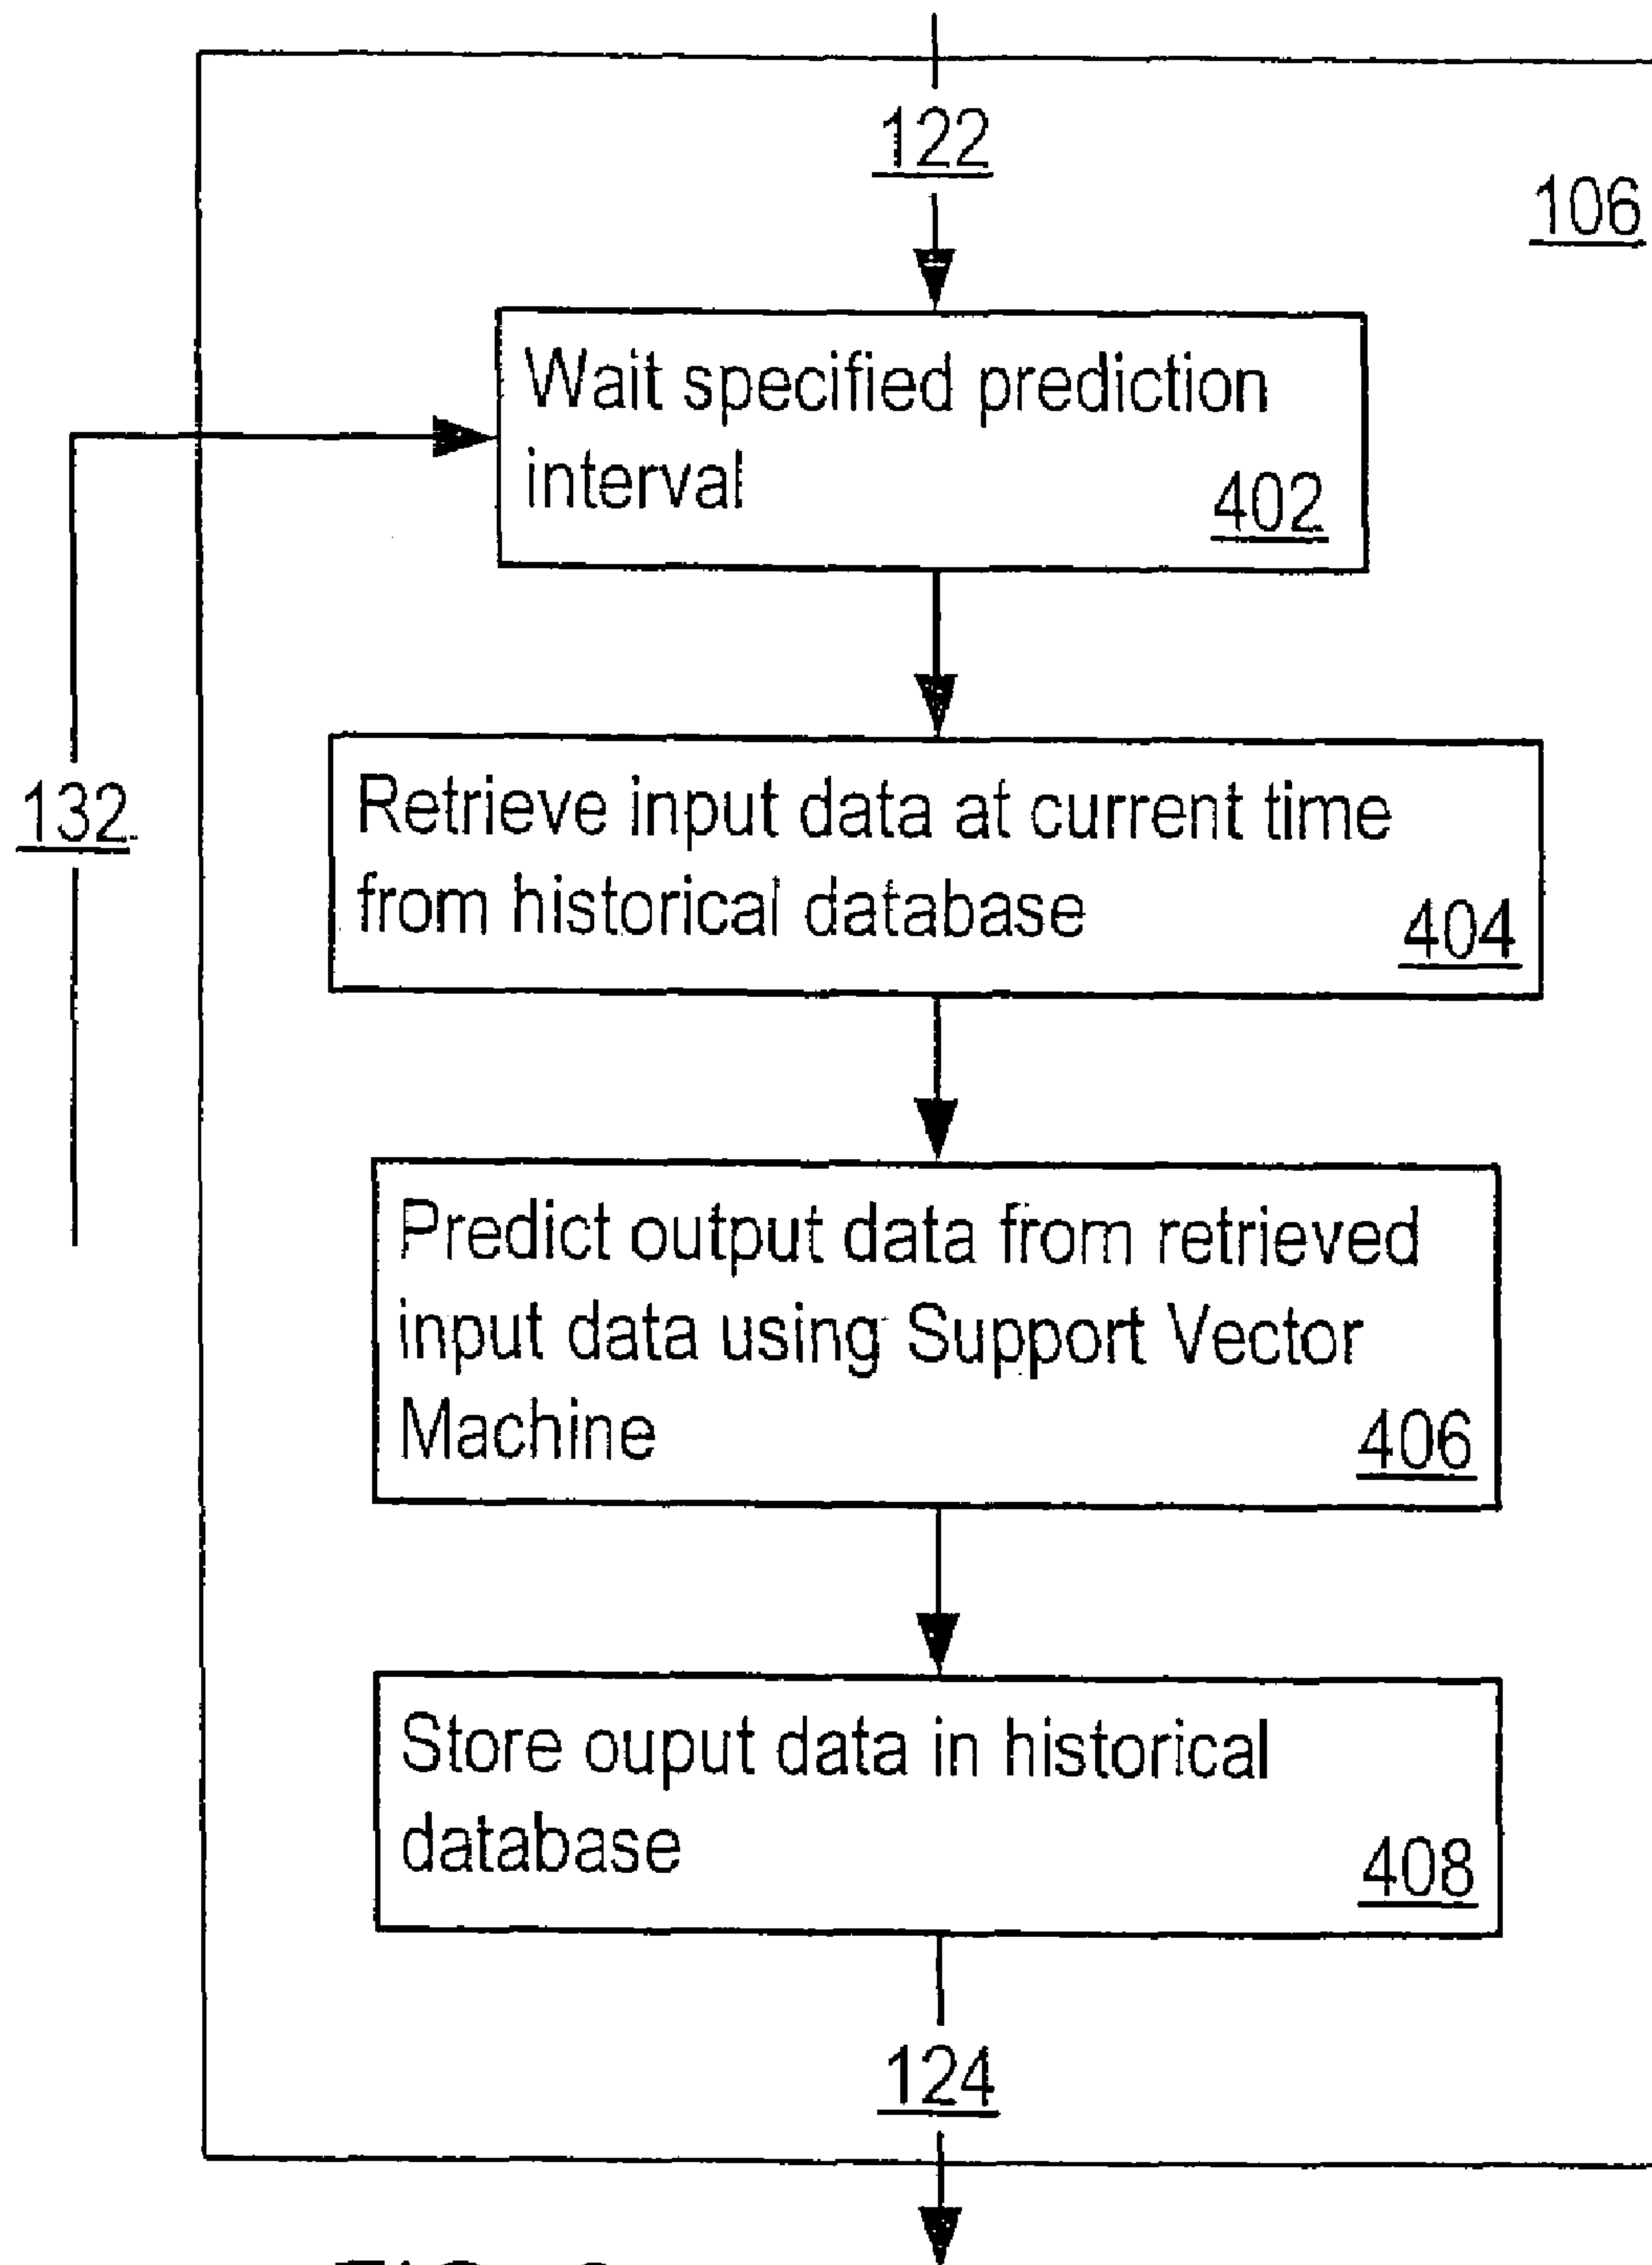 122
106
Wait specified prediction
interval
402
132
Retrieve input data at current time
from historical database
404
Predict output data from retrieved
input data using Support Vector
Machine
406
Store ouput data in historical
database
408
124